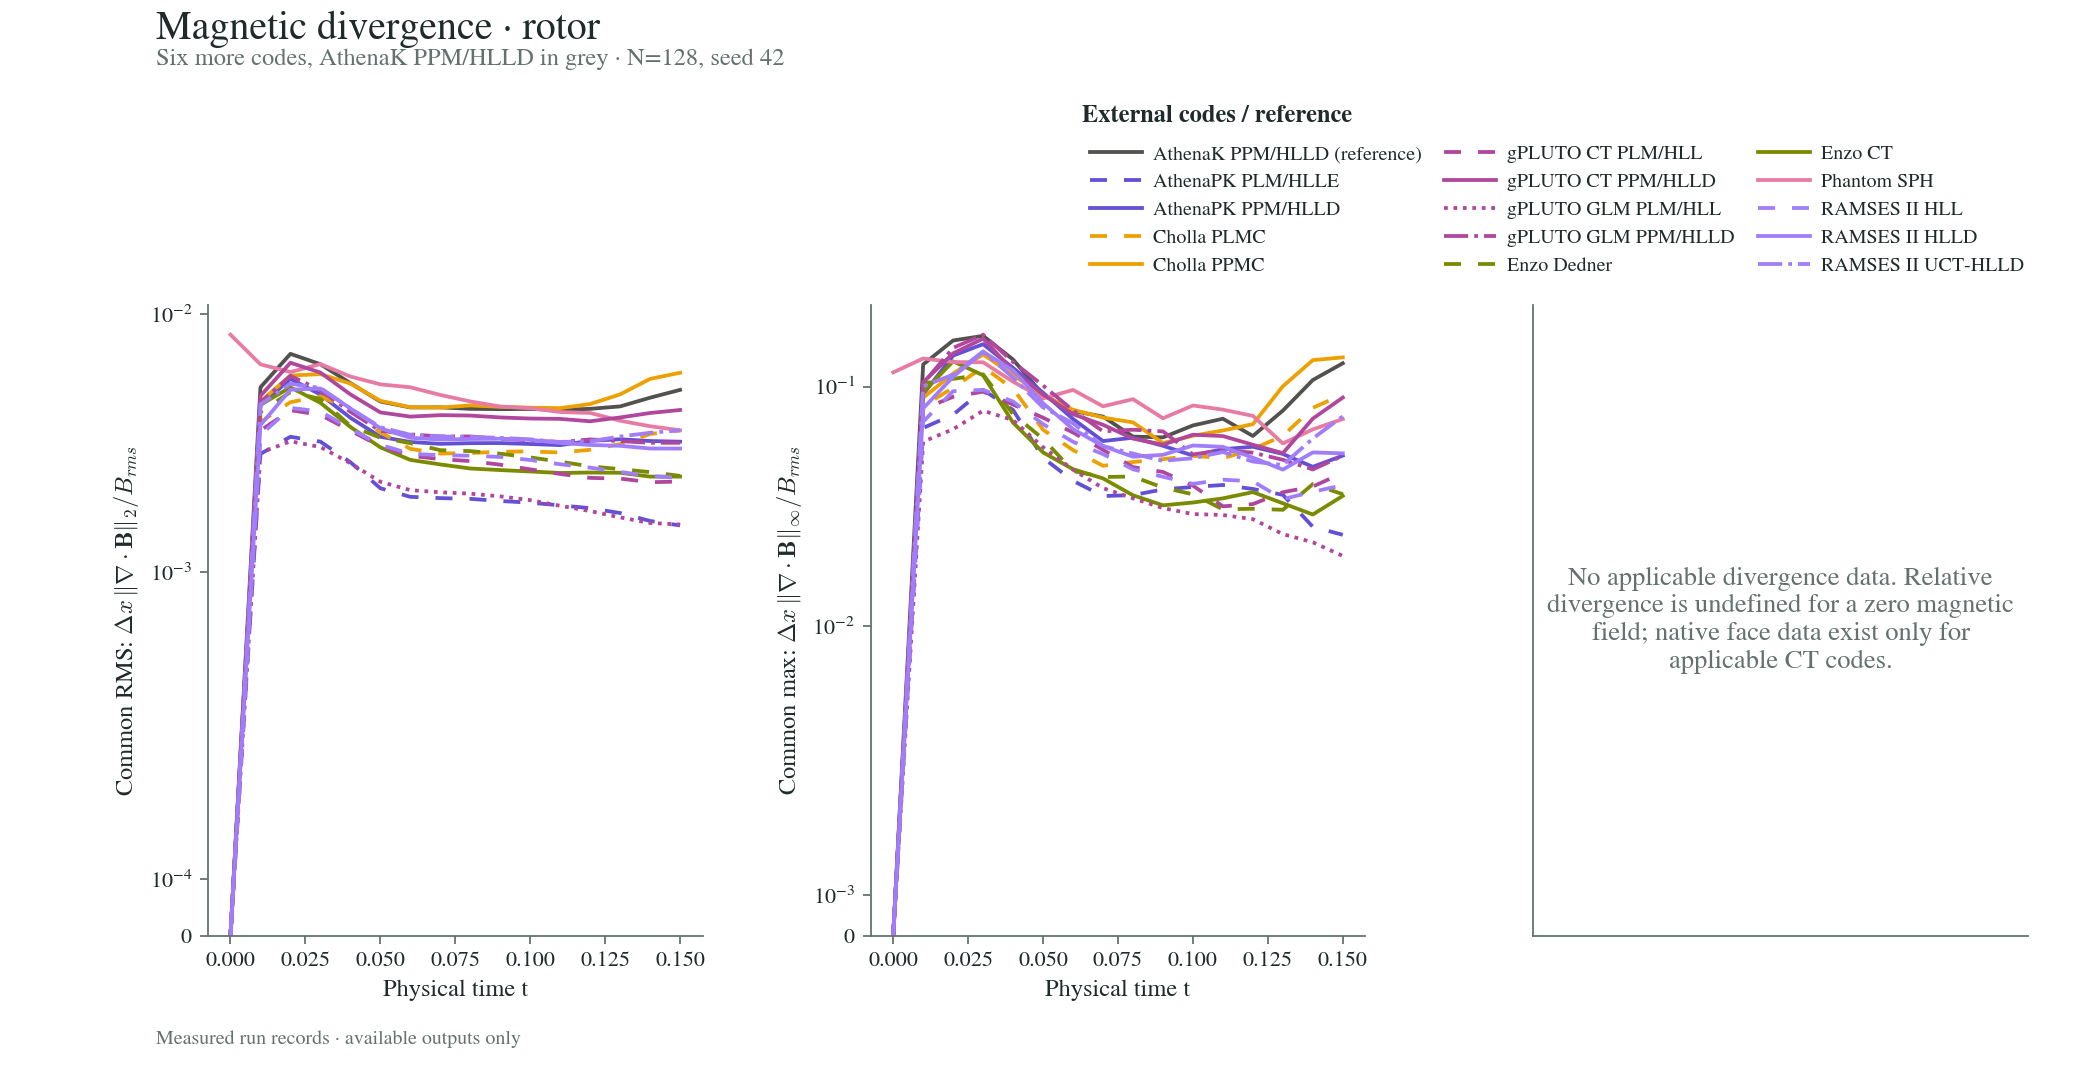 Magnetic divergence · rotor
Six more codes, AthenaK PPM/HLLD in grey · N=128, seed 42
External codes / reference
AthenaK PPM/HLLD (reference)
AthenaPK PLM/HLLE
AthenaPK PPM/HLLD
Cholla PLMC
Cholla PPMC
gPLUTO CT PLM/HLL
gPLUTO CT PPM/HLLD
gPLUTO GLM PLM/HLL
gPLUTO GLM PPM/HLLD
Enzo Dedner
Enzo CT
Phantom SPH
RAMSES II HLL
RAMSES II HLLD
RAMSES II UCT-HLLD
Common RMS: Δx ‖∇ · B‖₂/B_rms
10⁻²
10⁻³
10⁻⁴
0
0.000 0.025 0.050 0.075 0.100 0.125 0.150
Physical time t
Common max: Δx ‖∇ · B‖∞/B_rms
10⁻¹
10⁻²
10⁻³
0
0.000 0.025 0.050 0.075 0.100 0.125 0.150
Physical time t
No applicable divergence data. Relative
divergence is undefined for a zero magnetic
field; native face data exist only for
applicable CT codes.
Measured run records · available outputs only